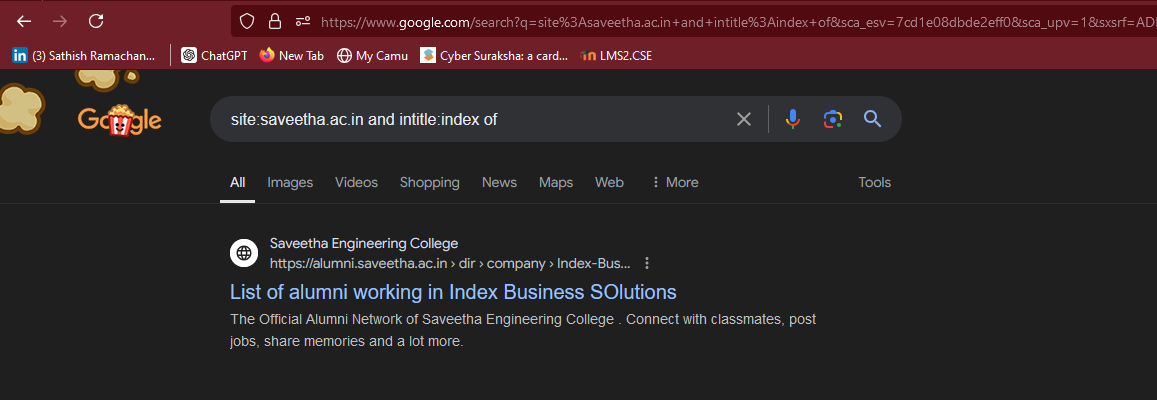 https://www.google.com/search?q=site%3Asaveetha.ac.in+and+intitle%3Aindex of&sca_esv=7cd1e08dbde2eff0&sca_upv=1&sxsrf=AD
(3) Sathish Ramachan... ChatGPT New Tab My Camu Cyber Suraksha: a card... LMS2.CSE
Google
site:saveetha.ac.in and intitle:index of
All Images Videos Shopping News Maps Web More Tools
Saveetha Engineering College
https://alumni.saveetha.ac.in › dir › company › Index-Bus...
List of alumni working in Index Business SOlutions
The Official Alumni Network of Saveetha Engineering College . Connect with classmates, post
jobs, share memories and a lot more.